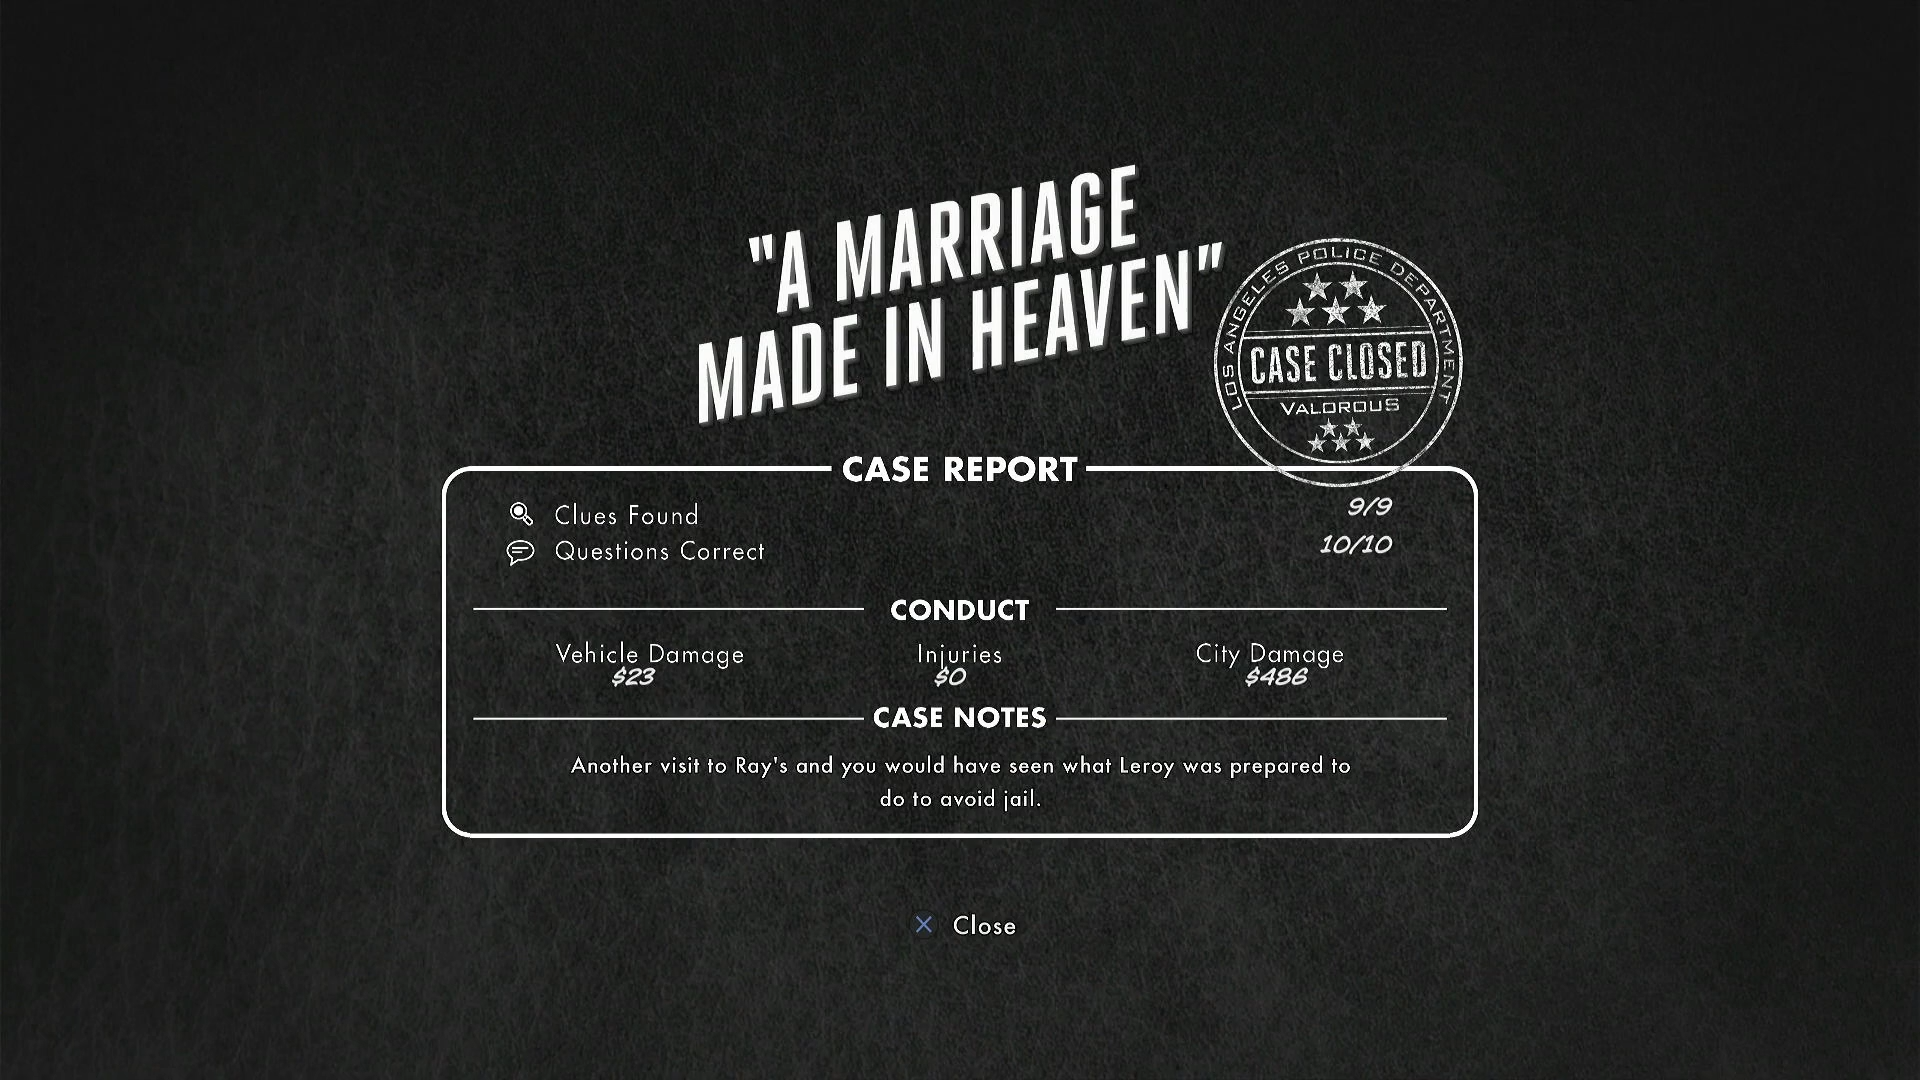 "A MARRIAGE
MADE IN HEAVEN"
LOS ANGELES POLICE DEPARTMENT
CASE CLOSED
VALOROUS
CASE REPORT
Clues Found 9/9
Questions Correct 10/10
CONDUCT
Vehicle Damage Injuries City Damage
$23 $0 $486
CASE NOTES
Another visit to Ray's and you would have seen what Leroy was prepared to
do to avoid jail.
Close